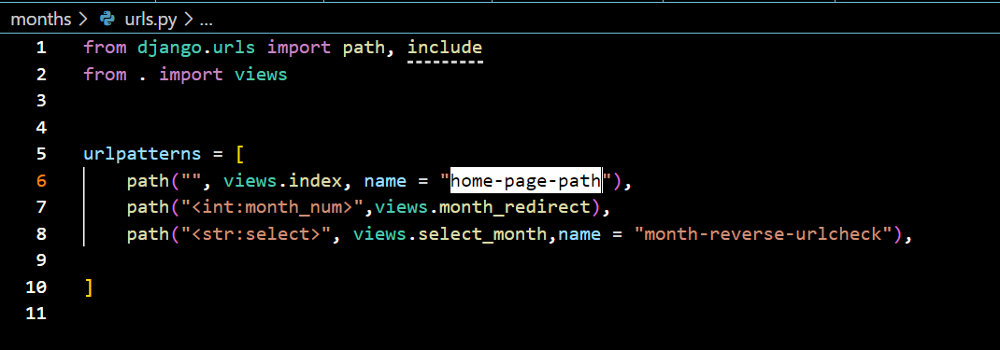 months > urls.py > ...
1 from django.urls import path, include
2 from . import views
3
4
5 urlpatterns = [
6 path("", views.index, name = "home-page-path"),
7 path("<int:month_num>",views.month_redirect),
8 path("<str:select>", views.select_month,name = "month-reverse-urlcheck"),
9
10 ]
11